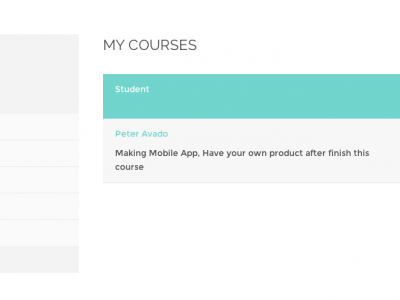 MY COURSES
Student
Peter Avado
Making Mobile App, Have your own product after finish this
course